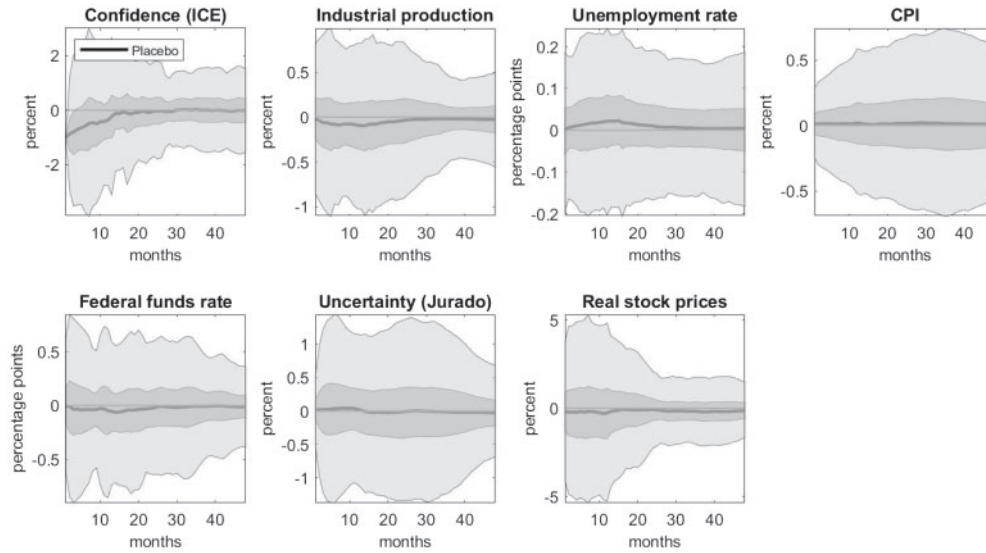 Confidence (ICE)
Placebo
percent
2
0
-2
10 20 30 40
months
Industrial production
percent
0.5
0
-0.5
-1
10 20 30 40
months
Unemployment rate
percentage points
0.2
0.1
0
-0.1
-0.2
10 20 30 40
months
CPI
percent
0.5
0
-0.5
10 20 30 40
months
Federal funds rate
percentage points
0.5
0
-0.5
10 20 30 40
months
Uncertainty (Jurado)
percent
1
0.5
0
-0.5
-1
10 20 30 40
months
Real stock prices
percent
5
0
-5
10 20 30 40
months